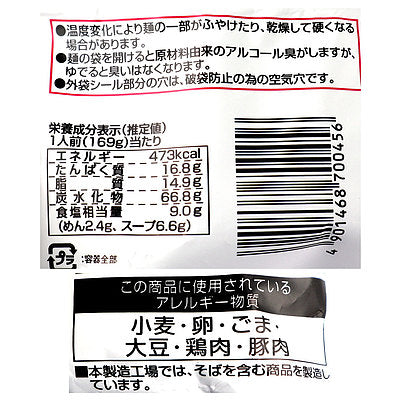 ●温度変化により麺の一部がふやけたり、乾燥して硬くなる
場合があります。
●麺の袋を開けると原材料由来のアルコール臭がしますが、
ゆでると臭いはなくなります。
●外袋シール部分の穴は、破袋防止の為の空気穴です。
栄養成分表示(推定値)
1人前(169g)当たり
エネルギー 473kcal
たんぱく質 16.8g
脂質 14.9g
炭水化物 66.8g
食塩相当量 9.0g
(めん2.4g、スープ6.6g)
プラ :容器全部
4 901468 700456
この商品に使用されている
アレルギー物質
小麦・卵・ごま・
大豆・鶏肉・豚肉
■本製造工場では、そばを含む商品を製造し